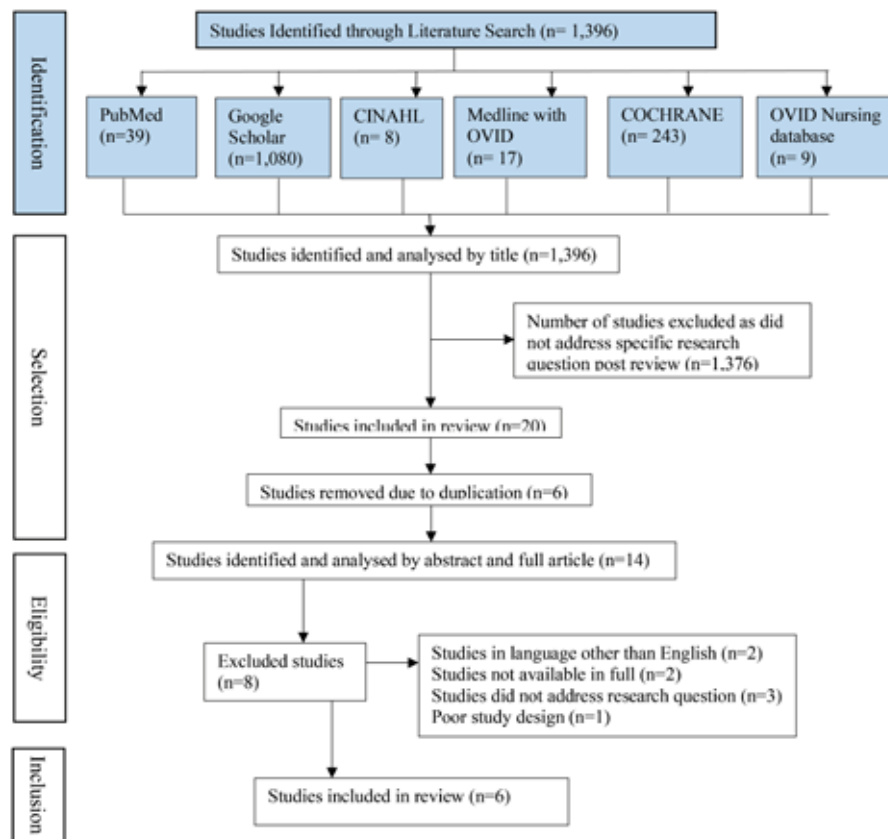 Identification
Studies Identified through Literature Search (n= 1,396)
PubMed
(n=39)
Google
Scholar
(n=1,080)
CINAHL
(n= 8)
Medline with
OVID
(n= 17)
COCHRANE
(n= 243)
OVID Nursing
database
(n= 9)
Selection
Studies identified and analysed by title (n=1,396)
Number of studies excluded as did
not address specific research
question post review (n=1,376)
Studies included in review (n=20)
Studies removed due to duplication (n=6)
Eligibility
Studies identified and analysed by abstract and full article (n=14)
Excluded studies
(n=8)
Studies in language other than English (n=2)
Studies not available in full (n=2)
Studies did not address research question (n=3)
Poor study design (n=1)
Inclusion
Studies included in review (n=6)